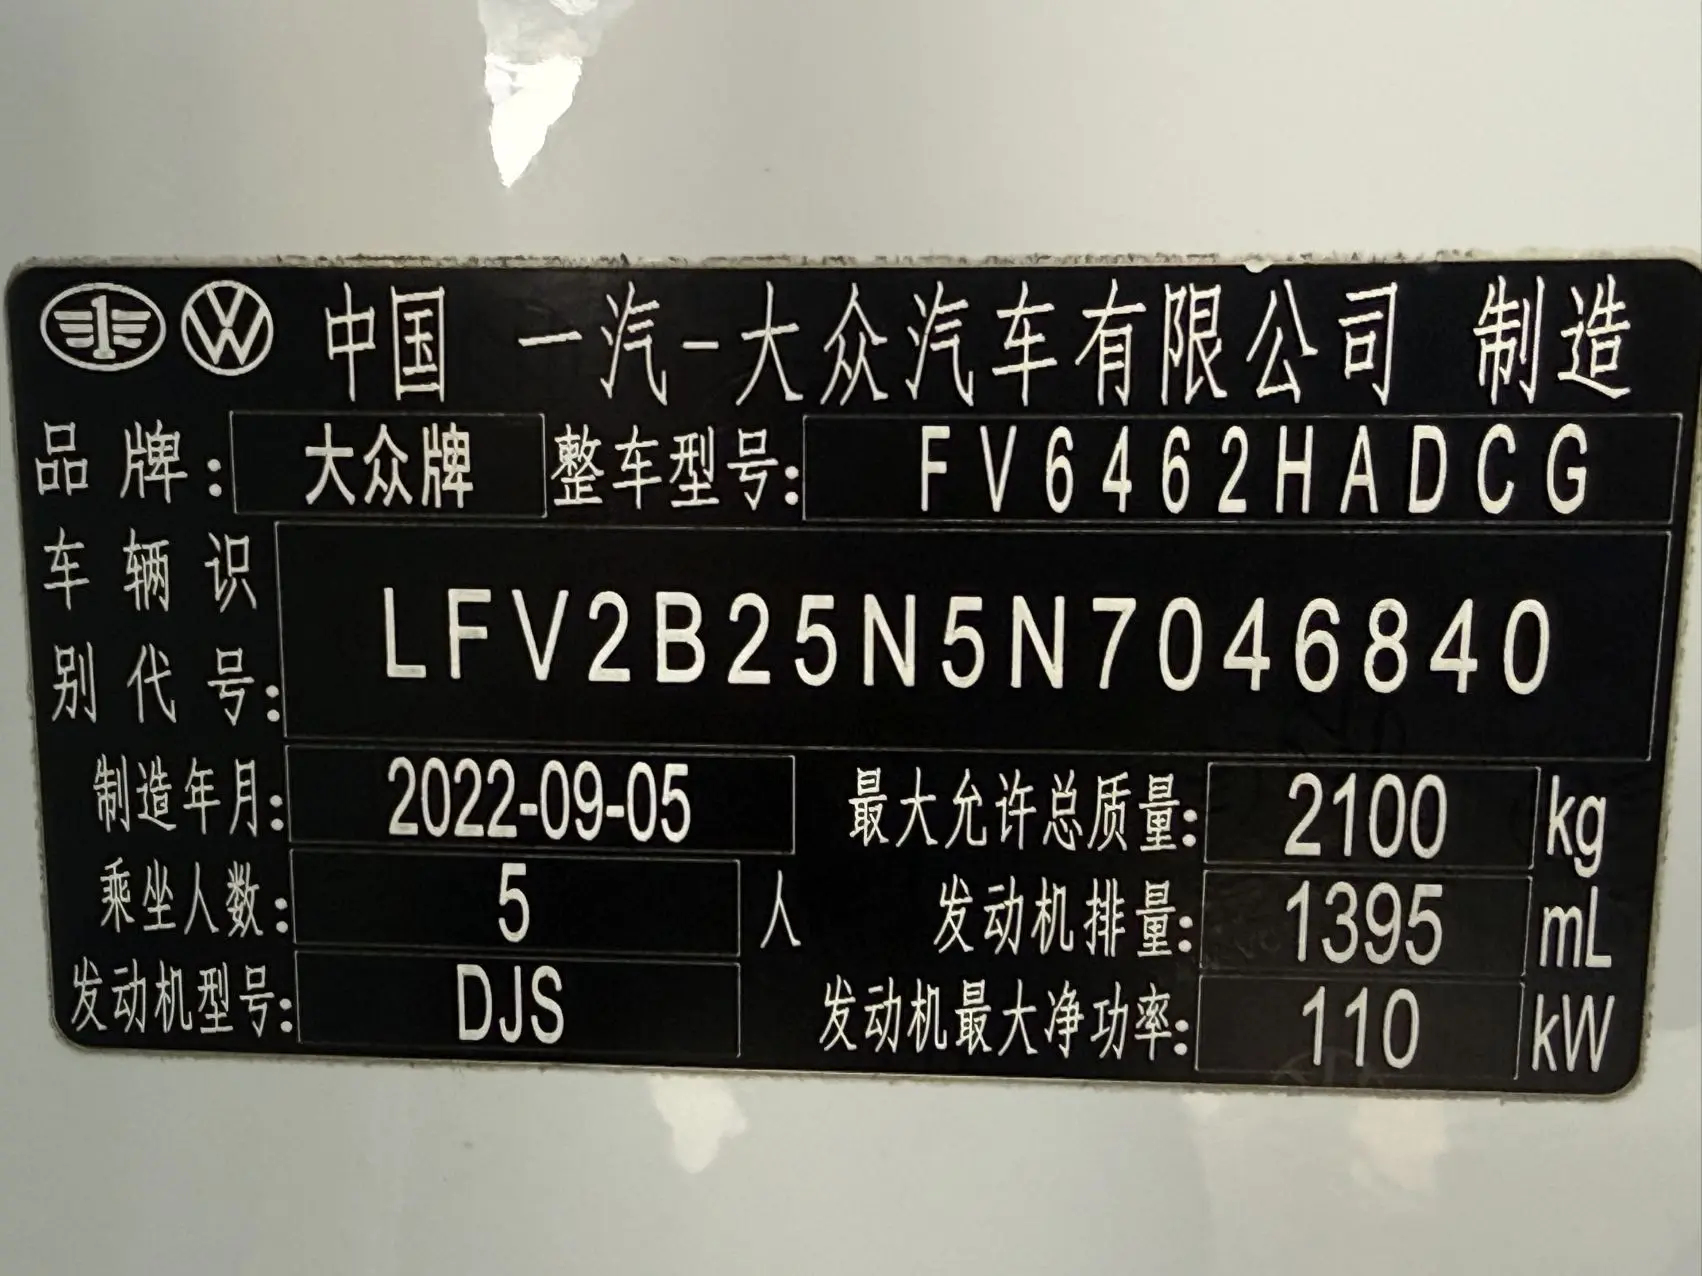 中国 一汽-大众汽车有限公司 制造
品牌: 大众牌 整车型号: FV6462HADCG
车辆识
别代号: LFV2B25N5N7046840
制造年月: 2022-09-05 最大允许总质量: 2100 kg
乘坐人数: 5 人 发动机排量: 1395 mL
发动机型号: DJS 发动机最大净功率: 110 kW